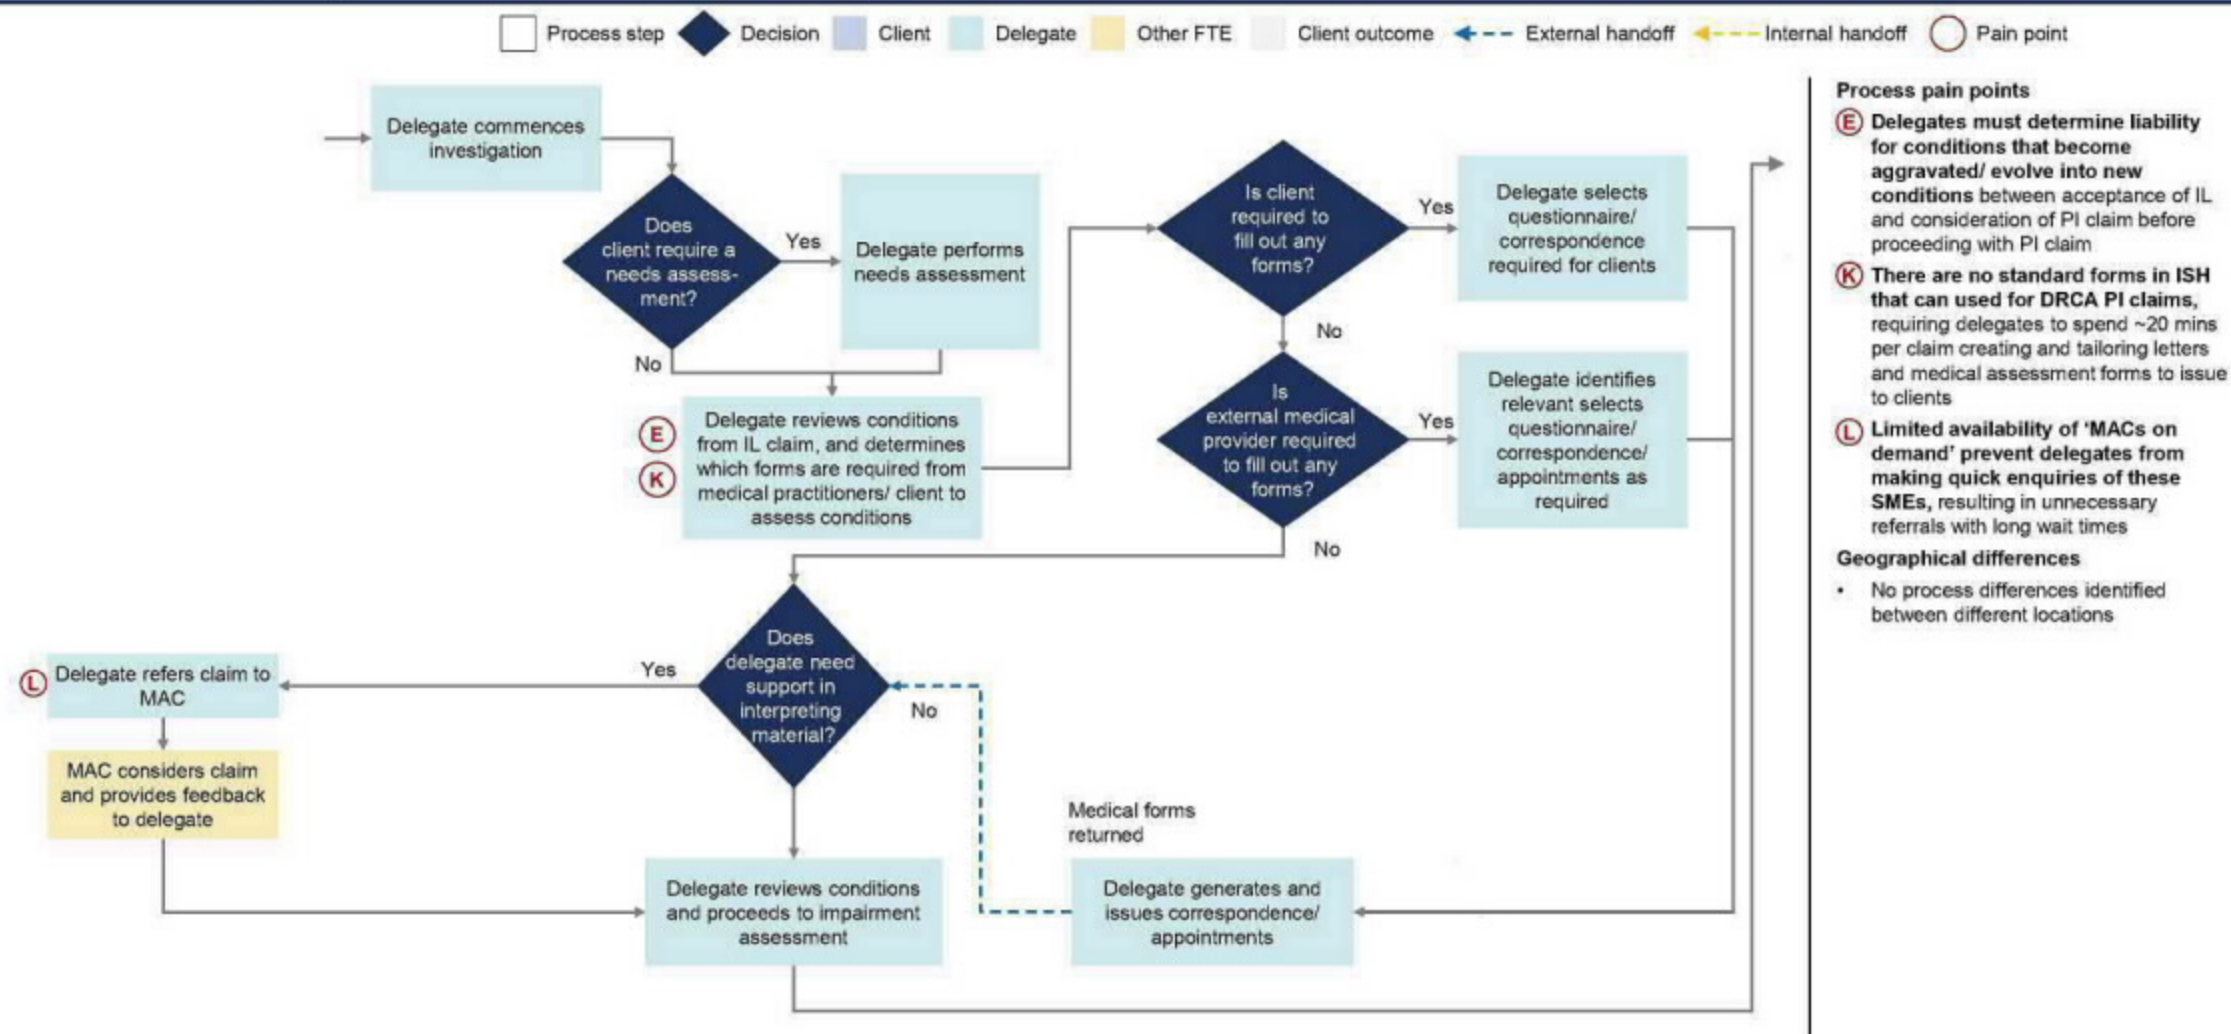 Process step
Decision
Client
Delegate
Other FTE
Client outcome
External handoff
Internal handoff
Pain point
Delegate commences
investigation
Does
client require a
needs assess-
ment?
Yes
No
Delegate performs
needs assessment
E
K
Delegate reviews conditions
from IL claim, and determines
which forms are required from
medical practitioners/ client to
assess conditions
Is client
required to
fill out any
forms?
Yes
No
Delegate selects
questionnaire/
correspondence
required for clients
Is
external medical
provider required
to fill out any
forms?
Yes
No
Delegate identifies
relevant selects
questionnaire/
correspondence/
appointments as
required
Does
delegate need
support in
interpreting
material?
Yes
No
L
Delegate refers claim to
MAC
MAC considers claim
and provides feedback
to delegate
Delegate reviews conditions
and proceeds to impairment
assessment
Medical forms
returned
Delegate generates and
issues correspondence/
appointments
Process pain points
E Delegates must determine liability
for conditions that become
aggravated/ evolve into new
conditions between acceptance of IL
and consideration of PI claim before
proceeding with PI claim
K There are no standard forms in ISH
that can used for DRCA PI claims,
requiring delegates to spend ~20 mins
per claim creating and tailoring letters
and medical assessment forms to issue
to clients
L Limited availability of ‘MACs on
demand’ prevent delegates from
making quick enquiries of these
SMEs, resulting in unnecessary
referrals with long wait times
Geographical differences
• No process differences identified
between different locations